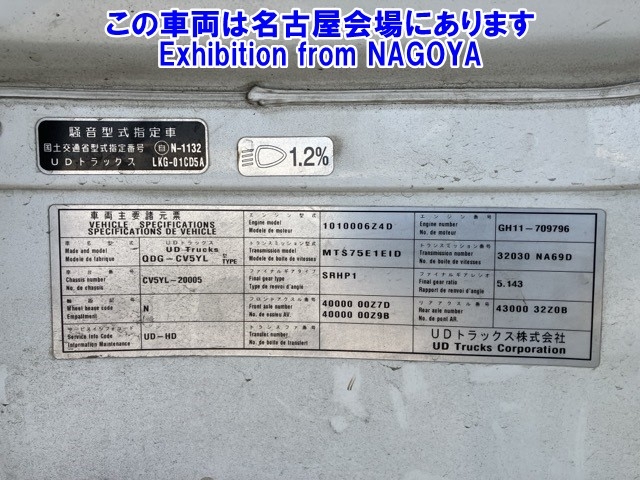 この車両は名古屋会場にあります
Exhibition from NAGOYA
騒音型式指定車
国土交通省型式指定番号 自 N-1132
UDトラックス LKG-01CD5A
1.2%
車両主要諸元票
VEHICLE SPECIFICATIONS
SPECIFICATIONS DE VEHICLE
エンジン型式
Engine model
Modele de moteur
1010006Z4D
エンジン番号
Engine number
No. de moteur
GH11-709796
Made and model
Modele de fabrique
UDトラックス
UD Trucks
QDG-CV5YL
TYPE
トランスミッション型式
Transmission model
Modele de boite de vitesses
MTS75E1EID
トランスミッション番号
Transmission number
No. de boite de vitesses
32030 NA69D
車台番号
Chassis number
No. de chassis
CV5YL-20005
ファイナルギアタイプ
Final gear type
Type de renvoi d'angle
SRHP1
ファイナルギアレシオ
Final gear ratio
Rapport de renvoi d'angle
5.143
Wheel bease code
Empattement
N
フロントアクスル番号
Front axle number
No. de essieu AV.
40000 00Z7D
40000 00Z9B
リアアクスル番号
Rear axle number
No. de pont AR.
43000 32Z0B
サービスインフォコード
Service Info Code
Information Maintenance
UD-HD
トランスファ番号
Transfer number
No. de boite transfer
UDトラックス株式会社
UD Trucks Corporation